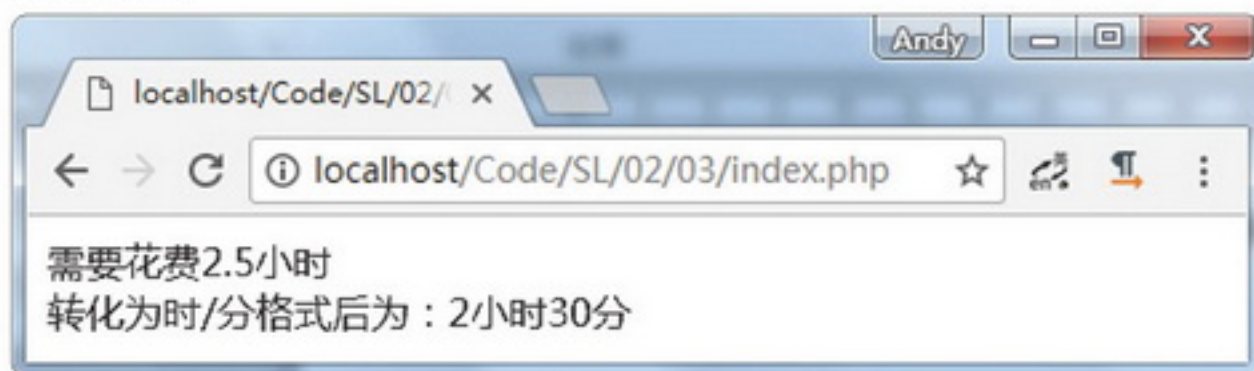 Andy
localhost/Code/SL/02/
localhost/Code/SL/02/03/index.php
需要花费2.5小时
转化为时/分格式后为：2小时30分